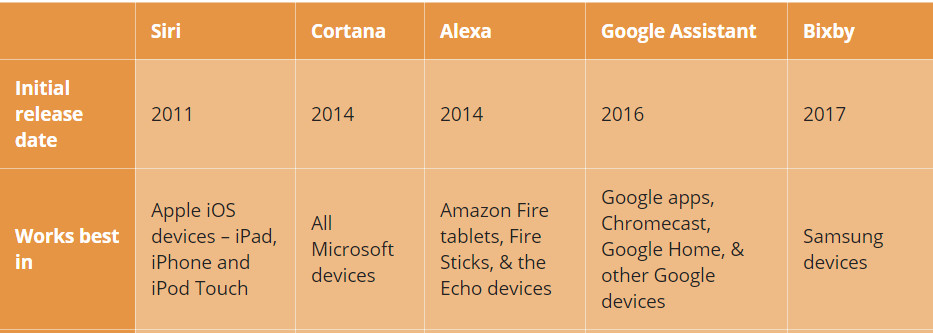 Siri Cortana Alexa Google Assistant Bixby
Initial
release
date
2011 2014 2014 2016 2017
Works best
in
Apple iOS
devices – iPad,
iPhone and
iPod Touch
All
Microsoft
devices
Amazon Fire
tablets, Fire
Sticks, & the
Echo devices
Google apps,
Chromecast,
Google Home, &
other Google
devices
Samsung
devices